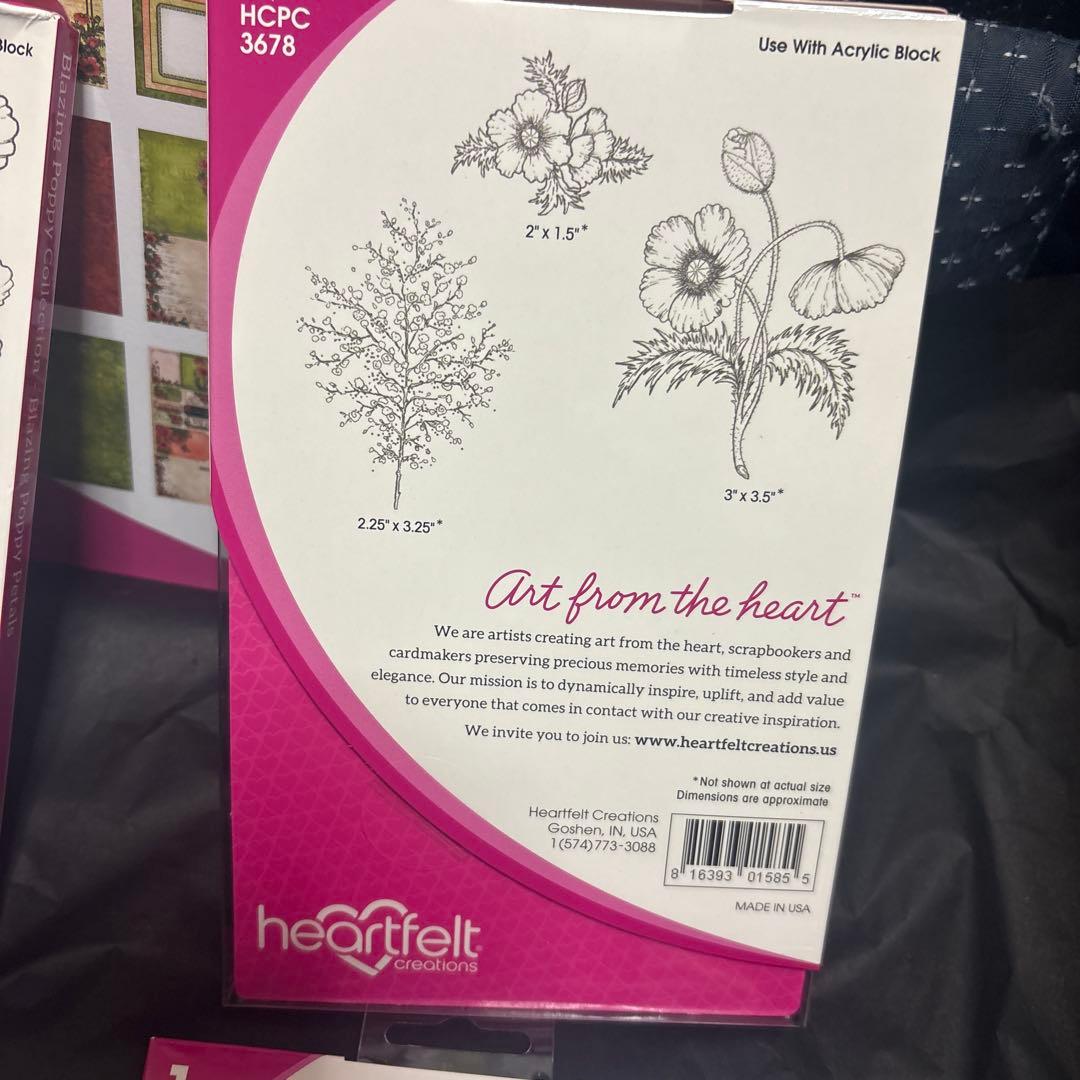 HCPC
3678
Use With Acrylic Block
Block
Blazing Poppy Collection - Blazing Poppy Petals
2" x 1.5"*
3" x 3.5"*
2.25" x 3.25"*
Art from the heart™
We are artists creating art from the heart, scrapbookers and
cardmakers preserving precious memories with timeless style and
elegance. Our mission is to dynamically inspire, uplift, and add value
to everyone that comes in contact with our creative inspiration.
We invite you to join us: www.heartfeltcreations.us
*Not shown at actual size
Dimensions are approximate
Heartfelt Creations
Goshen, IN, USA
1(574)773-3088
8 16393 01585 5
MADE IN USA
heartfelt
creations